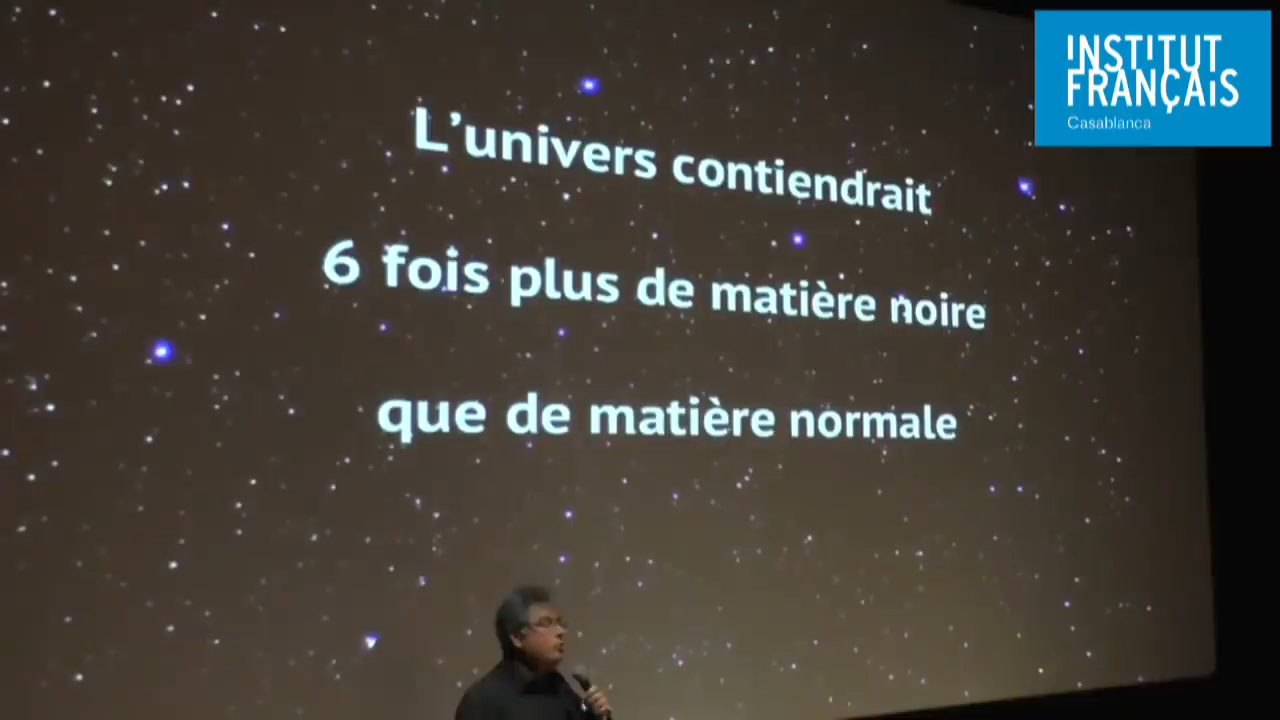 INSTITUT
FRANÇAIS
Casablanca
L'univers contiendrait
6 fois plus de matière noire
que de matière normale